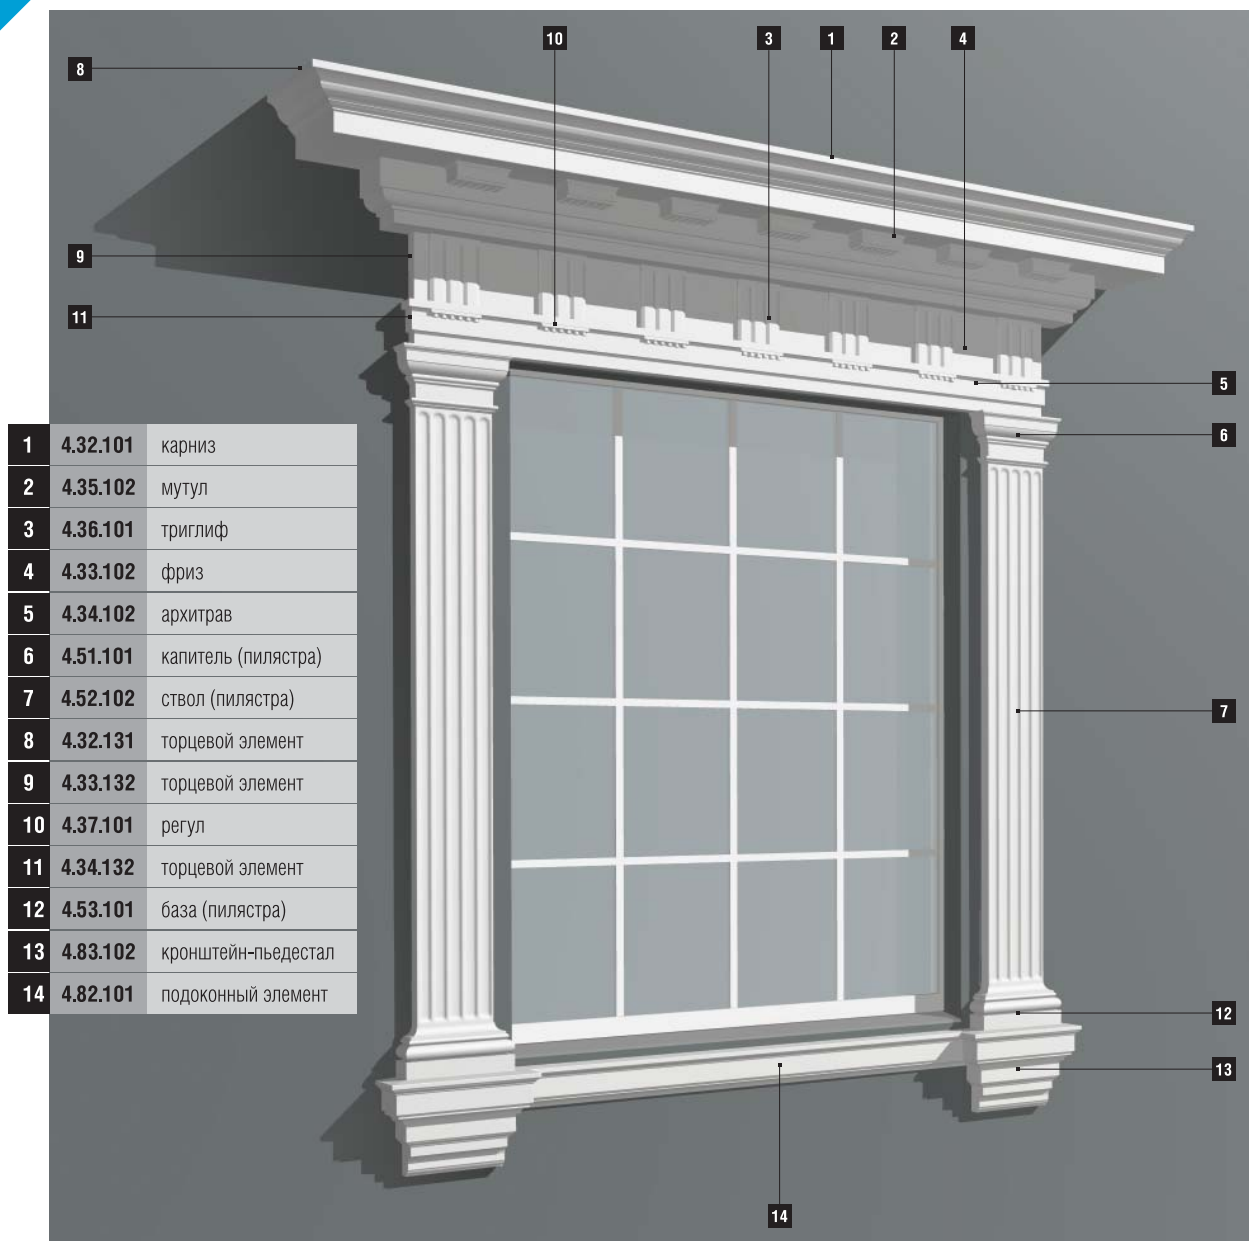 10 3 1 2 4
8
9
11
5
6
1 4.32.101 карниз
2 4.35.102 мутул
3 4.36.101 триглиф
4 4.33.102 фриз
5 4.34.102 архитрав
6 4.51.101 капитель (пилястра)
7 4.52.102 ствол (пилястра)
8 4.32.131 торцевой элемент
9 4.33.132 торцевой элемент
10 4.37.101 регул
11 4.34.132 торцевой элемент
12 4.53.101 база (пилястра)
13 4.83.102 кронштейн-пьедестал
14 4.82.101 подоконный элемент
7
12
13
14